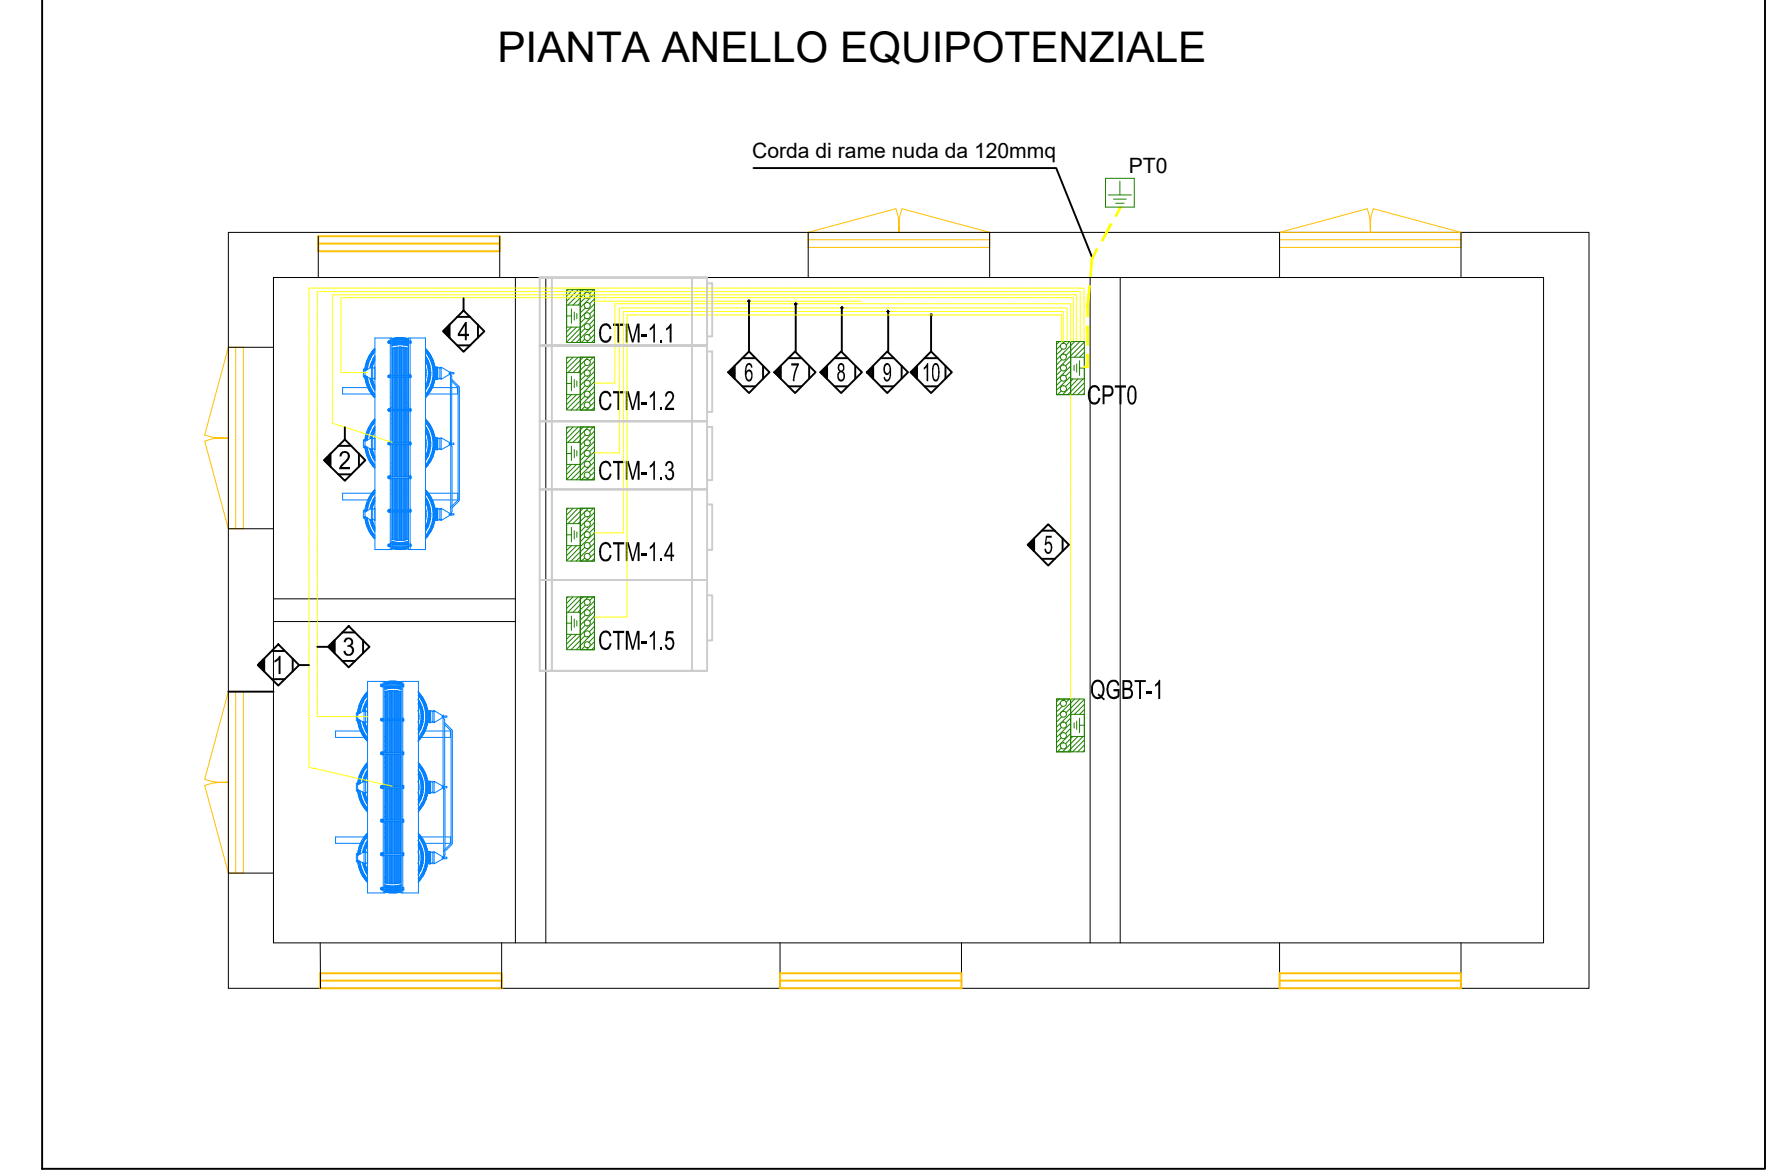 PIANTA ANELLO EQUIPOTENZIALE
Corda di rame nuda da 120mmq
PT0
4
CTM-1.1
6
7
8
9
10
CPT0
CTM-1.2
2
CTM-1.3
5
CTM-1.4
3
CTM-1.5
1
QGBT-1